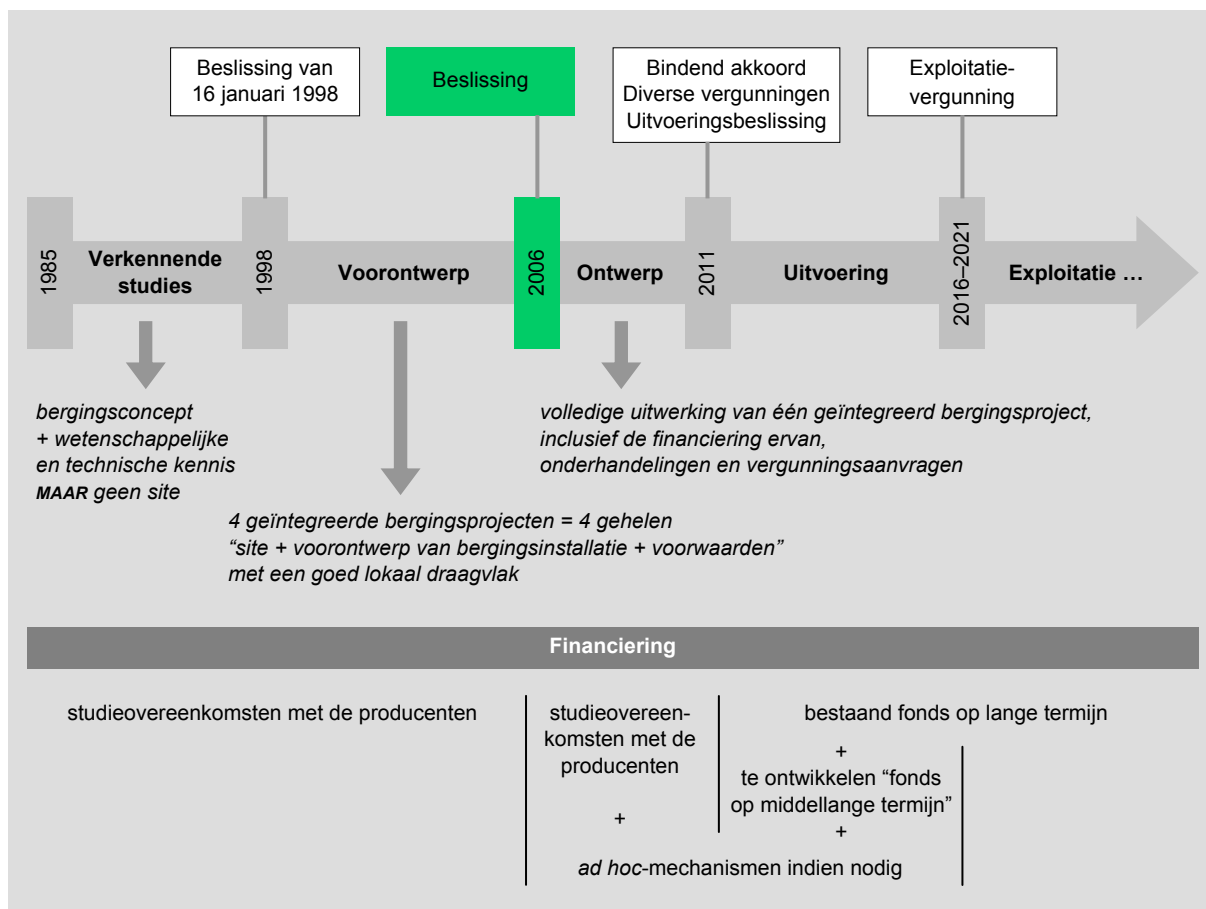 Beslissing van
16 januari 1998
Beslissing
Bindend akkoord
Diverse vergunningen
Uitvoeringsbeslissing
Exploitatie-
vergunning
1985
Verkennende
studies
1998
Voorontwerp
2006
Ontwerp
2011
Uitvoering
2016–2021
Exploitatie …
bergingsconcept
+ wetenschappelijke
en technische kennis
MAAR geen site
4 geïntegreerde bergingsprojecten = 4 gehelen
“site + voorontwerp van bergingsinstallatie + voorwaarden”
met een goed lokaal draagvlak
volledige uitwerking van één geïntegreerd bergingsproject,
inclusief de financiering ervan,
onderhandelingen en vergunningsaanvragen
Financiering
studieovereenkomsten met de producenten
studieovereen-
komsten met de
producenten
+
bestaand fonds op lange termijn
+
te ontwikkelen “fonds
op middellange termijn”
+
ad hoc-mechanismen indien nodig